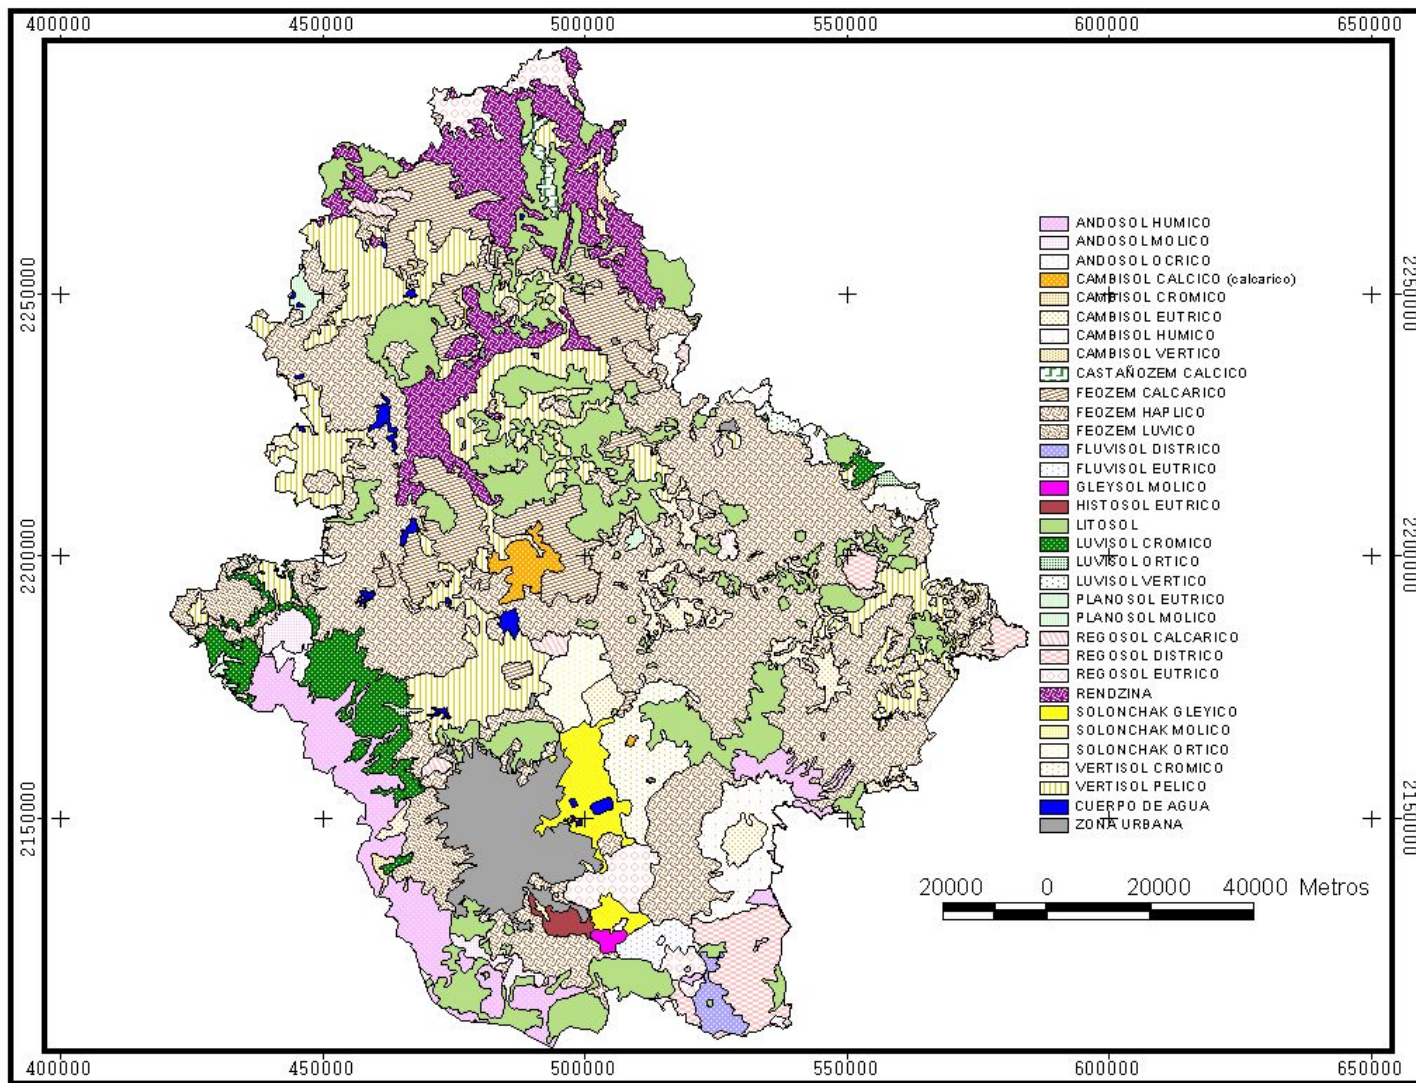 400000 450000 500000 550000 600000 650000
2250000 2250000
2200000 2200000
2150000 2150000
ANDOSOL HUMICO
ANDOSOL MOLICO
ANDOSOL OCRICO
CAMBISOL CALCICO (calcarico)
CAMBISOL CROMICO
CAMBISOL EUTRICO
CAMBISOL HUMICO
CAMBISOL VERTICO
CASTAÑOZEM CALCICO
FEOZEM CALCARICO
FEOZEM HAPLICO
FEOZEM LUVICO
FLUVISOL DISTRICO
FLUVISOL EUTRICO
GLEYSOL MOLICO
HISTOSOL EUTRICO
LITOSOL
LUVISOL CROMICO
LUVISOL ORTICO
LUVISOL VERTICO
PLANOSOL EUTRICO
PLANOSOL MOLICO
REGOSOL CALCARICO
REGOSOL DISTRICO
REGOSOL EUTRICO
RENDZINA
SOLONCHAK GLEYICO
SOLONCHAK MOLICO
SOLONCHAK ORTICO
VERTISOL CROMICO
VERTISOL PELICO
CUERPO DE AGUA
ZONA URBANA
20000 0 20000 40000 Metros
400000 450000 500000 550000 600000 650000